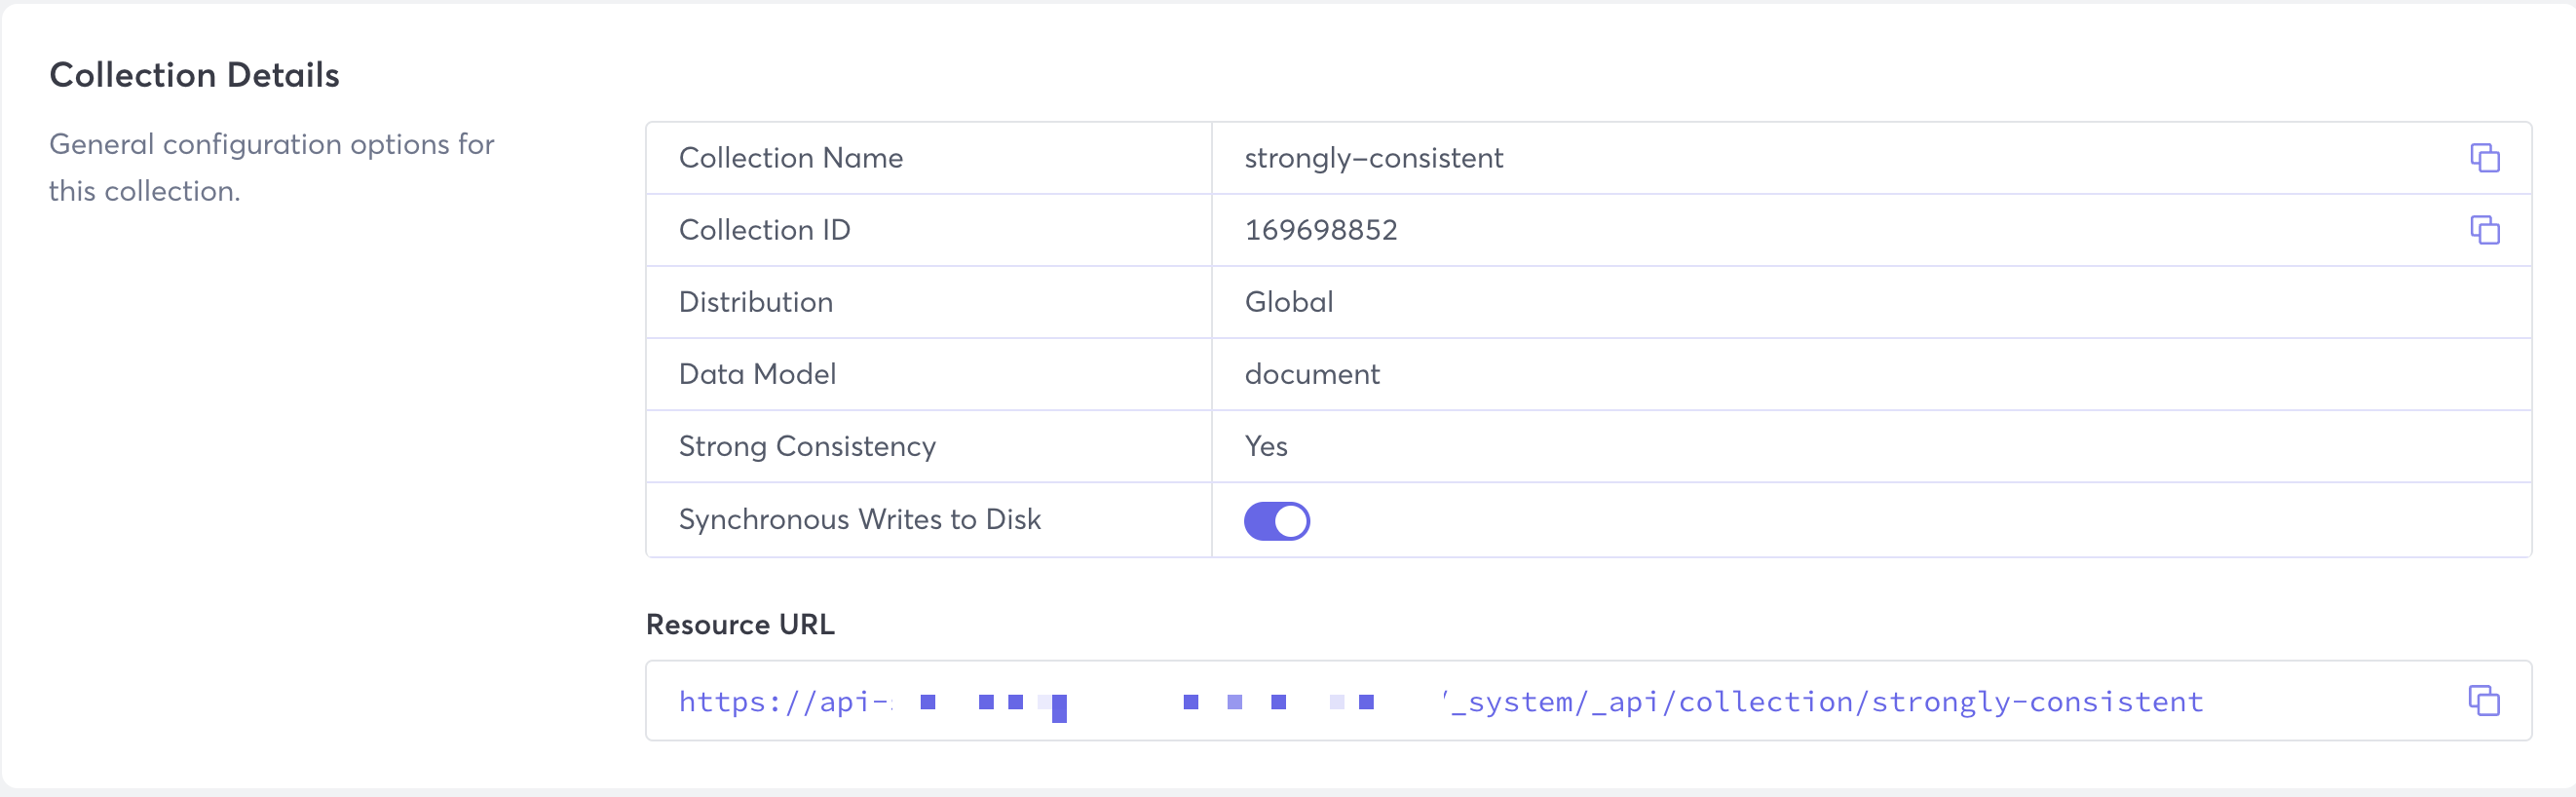 Collection Details
General configuration options for
this collection.
Collection Name strongly-consistent
Collection ID 169698852
Distribution Global
Data Model document
Strong Consistency Yes
Synchronous Writes to Disk
Resource URL
https://api- /_system/_api/collection/strongly-consistent